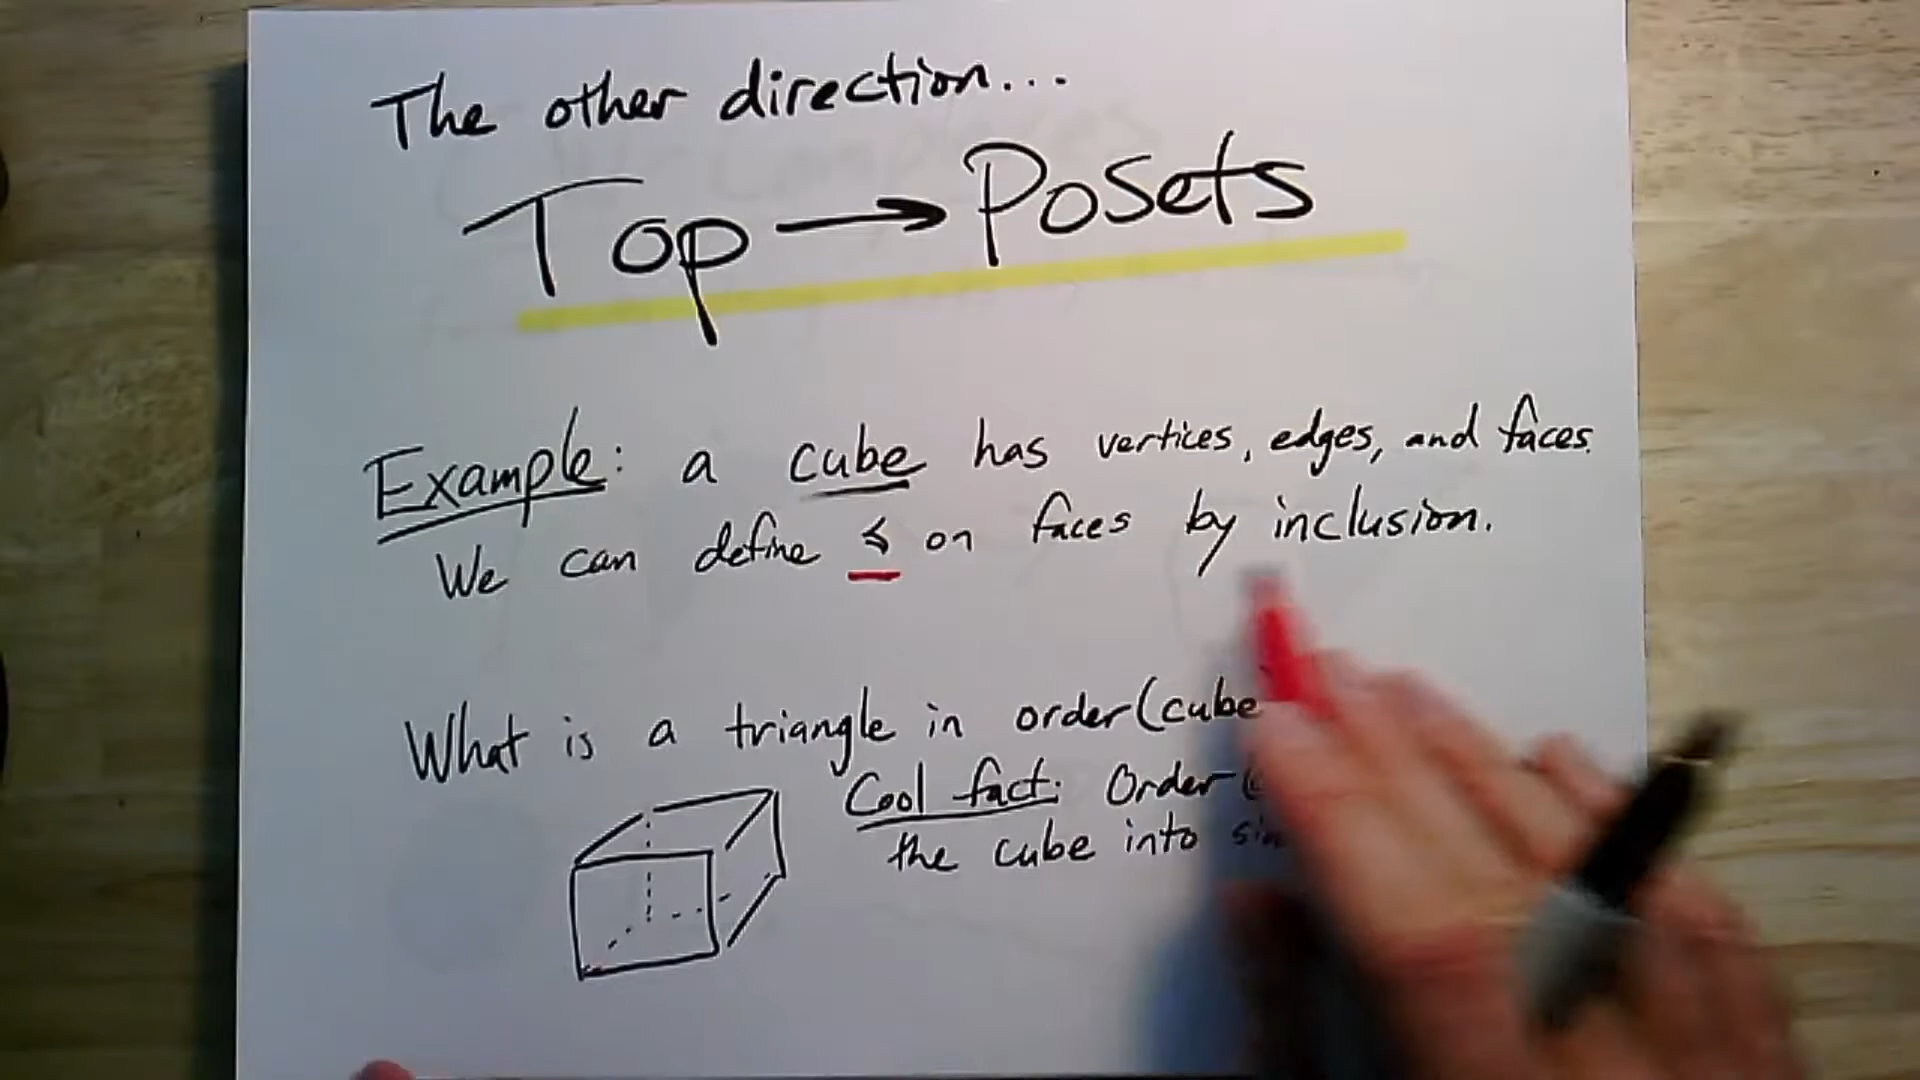 The other direction...
Top → Posets
Example: a cube has vertices, edges, and faces.
We can define ≤ on faces by inclusion.
What is a triangle in order(cube
Cool fact: Order
the cube into